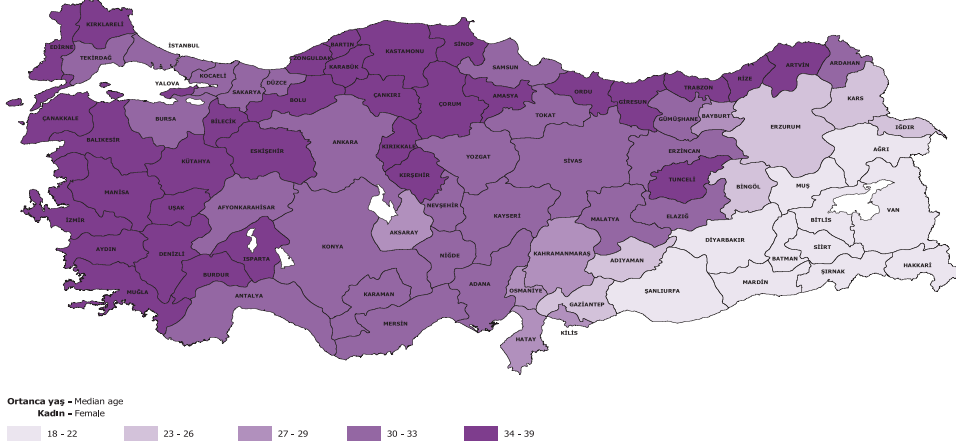 KIRKLARELİ
EDİRNE
TEKİRDAĞ
İSTANBUL
KOCAELİ
YALOVA
SAKARYA
DÜZCE
ZONGULDAK
BARTIN
KARABÜK
KASTAMONU
SİNOP
SAMSUN
BOLU
ÇANKIRI
ÇORUM
AMASYA
ORDU
GİRESUN
TRABZON
RİZE
ARTVİN
ARDAHAN
KARS
IĞDIR
ÇANAKKALE
BALIKESİR
BURSA
BİLECİK
ESKİŞEHİR
ANKARA
KIRIKKALE
YOZGAT
TOKAT
SİVAS
GÜMÜŞHANE
BAYBURT
ERZURUM
ERZİNCAN
AĞRI
KÜTAHYA
MANİSA
UŞAK
AFYONKARAHİSAR
KIRŞEHİR
NEVŞEHİR
AKSARAY
KAYSERİ
MALATYA
ELAZIĞ
TUNCELİ
BİNGÖL
MUŞ
BİTLİS
VAN
İZMİR
AYDIN
DENİZLİ
BURDUR
ISPARTA
KONYA
NİĞDE
KAHRAMANMARAŞ
ADIYAMAN
DİYARBAKIR
BATMAN
SİİRT
ŞIRNAK
HAKKARİ
MUĞLA
ANTALYA
KARAMAN
MERSİN
ADANA
OSMANİYE
GAZİANTEP
KİLİS
HATAY
ŞANLIURFA
MARDİN
Ortanca yaş - Median age
Kadın - Female
18 - 22 23 - 26 27 - 29 30 - 33 34 - 39